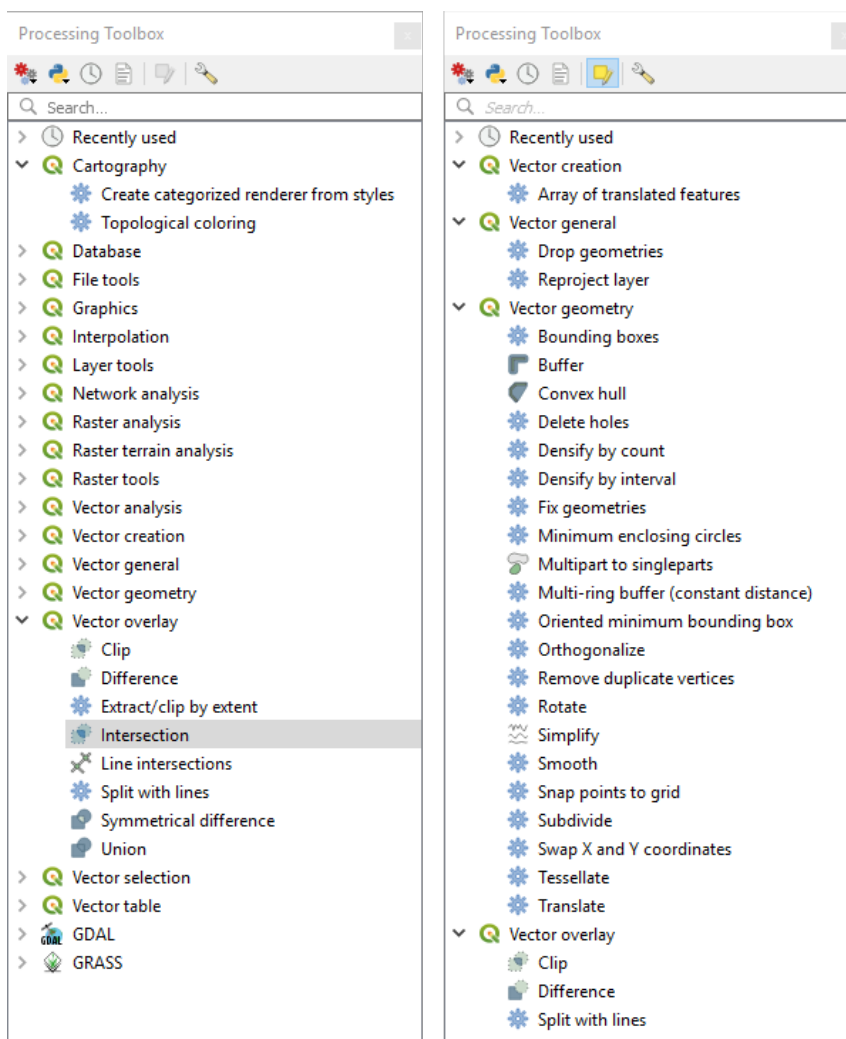 Processing Toolbox
x
Search...
Recently used
Cartography
Create categorized renderer from styles
Topological coloring
Database
File tools
Graphics
Interpolation
Layer tools
Network analysis
Raster analysis
Raster terrain analysis
Raster tools
Vector analysis
Vector creation
Vector general
Vector geometry
Vector overlay
Clip
Difference
Extract/clip by extent
Intersection
Line intersections
Split with lines
Symmetrical difference
Union
Vector selection
Vector table
GDAL
GDAL
GRASS
Processing Toolbox
Search...
Recently used
Vector creation
Array of translated features
Vector general
Drop geometries
Reproject layer
Vector geometry
Bounding boxes
Buffer
Convex hull
Delete holes
Densify by count
Densify by interval
Fix geometries
Minimum enclosing circles
Multipart to singleparts
Multi-ring buffer (constant distance)
Oriented minimum bounding box
Orthogonalize
Remove duplicate vertices
Rotate
Simplify
Smooth
Snap points to grid
Subdivide
Swap X and Y coordinates
Tessellate
Translate
Vector overlay
Clip
Difference
Split with lines